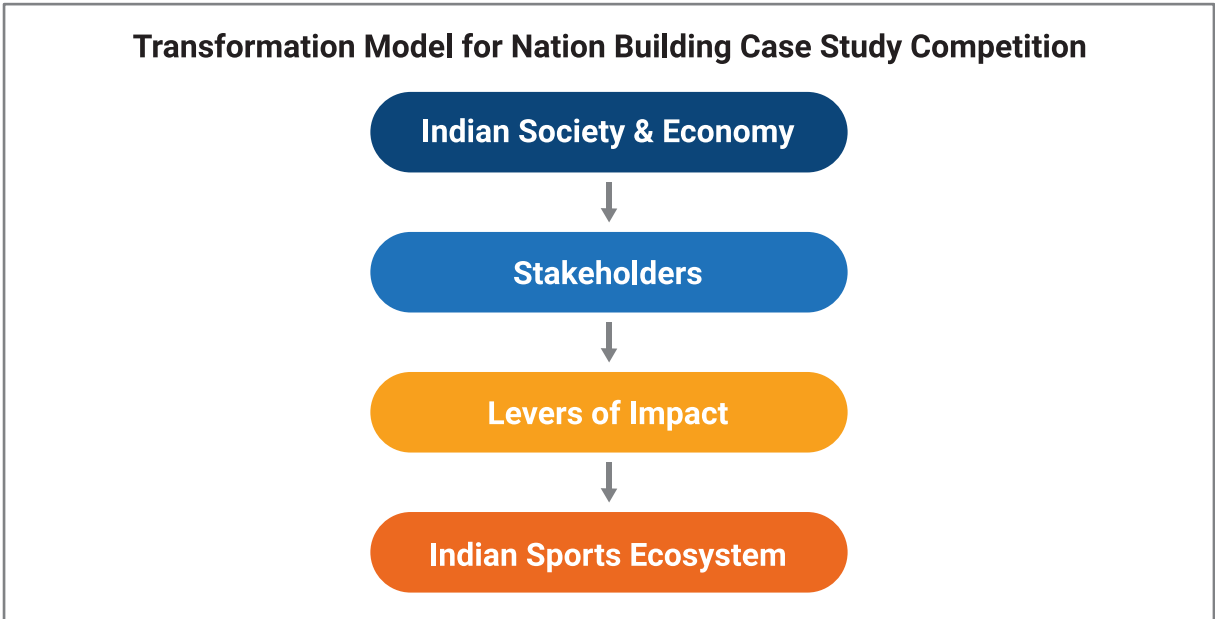 Transformation Model for Nation Building Case Study Competition
Indian Society & Economy
Stakeholders
Levers of Impact
Indian Sports Ecosystem